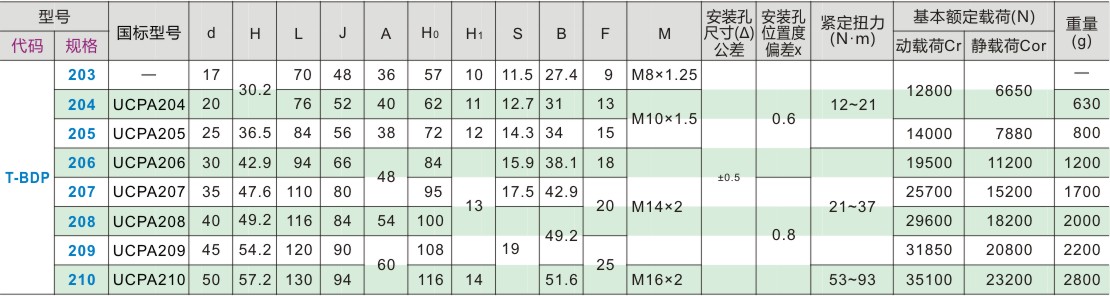 型号 国标型号 d H L J A H0 H1 S B F M 安装孔尺寸(Δ)公差 安装孔位置度偏差x 紧定扭力(N·m) 基本额定载荷(N) 重量(g)
代码 规格 动载荷Cr 静载荷Cor
203 — 17 70 48 36 57 10 11.5 27.4 9 M8×1.25 —
30.2 12800 6650
204 UCPA204 20 76 52 40 62 11 12.7 31 13 12~21 630
M10×1.5 0.6
205 UCPA205 25 36.5 84 56 38 72 12 14.3 34 15 14000 7880 800
206 UCPA206 30 42.9 94 66 84 15.9 38.1 18 19500 11200 1200
T-BDP 48 ±0.5
207 UCPA207 35 47.6 110 80 95 17.5 42.9 25700 15200 1700
13 20 M14×2 21~37
208 UCPA208 40 49.2 116 84 54 100 29600 18200 2000
49.2 0.8
209 UCPA209 45 54.2 120 90 108 19 31850 20800 2200
60 25
210 UCPA210 50 57.2 130 94 116 14 51.6 M16×2 53~93 35100 23200 2800